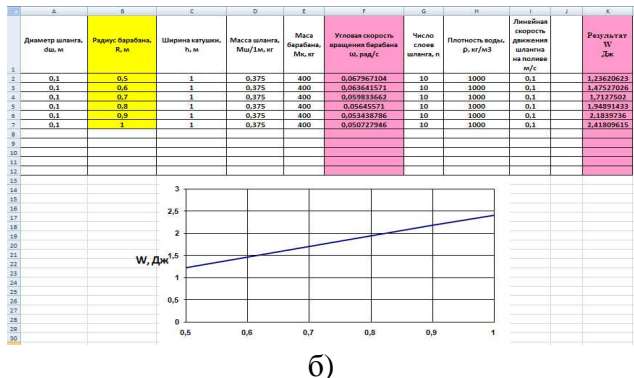 A B C D E F G H I J K
1 Диаметр шланга, dш, м Радиус барабана, R, м Ширина катушки, h, м Масса шланга, Мш/1м, кг Маса барабана, Мк, кг Угловая скорость вращения барабана ω, рад/с Число слоев шланга, n Плотность воды, ρ, кг/м3 Линейная скорость движения шлангна на поливе м/с Результат W Дж
2 0,1 0,5 1 0,375 400 0,067967104 10 1000 0,1 1,23620623
3 0,1 0,6 1 0,375 400 0,063641571 10 1000 0,1 1,47527026
4 0,1 0,7 1 0,375 400 0,059833662 10 1000 0,1 1,7127502
5 0,1 0,8 1 0,375 400 0,05645571 10 1000 0,1 1,94891433
6 0,1 0,9 1 0,375 400 0,053438786 10 1000 0,1 2,1839736
7 0,1 1 1 0,375 400 0,050727946 10 1000 0,1 2,41809615
8
9
10
11
12
13
14
15
16
17
18
19
20
21
22
23
24
25
26
27
28
29
30
3
2,5
2
W, Дж 1,5
1
0,5
0
0,5 0,6 0,7 0,8 0,9 1
б)